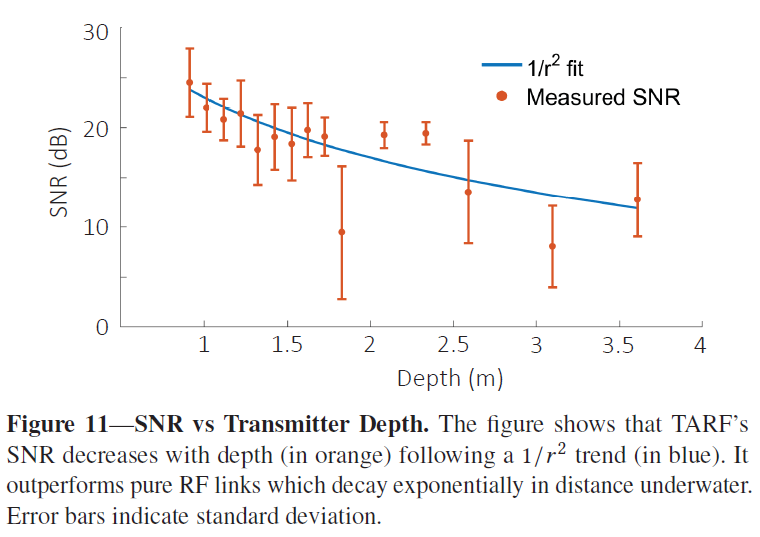 30
20
10
0
SNR (dB)
1/r² fit
Measured SNR
1 1.5 2 2.5 3 3.5 4
Depth (m)
Figure 11—SNR vs Transmitter Depth. The figure shows that TARF's
SNR decreases with depth (in orange) following a 1/r² trend (in blue). It
outperforms pure RF links which decay exponentially in distance underwater.
Error bars indicate standard deviation.